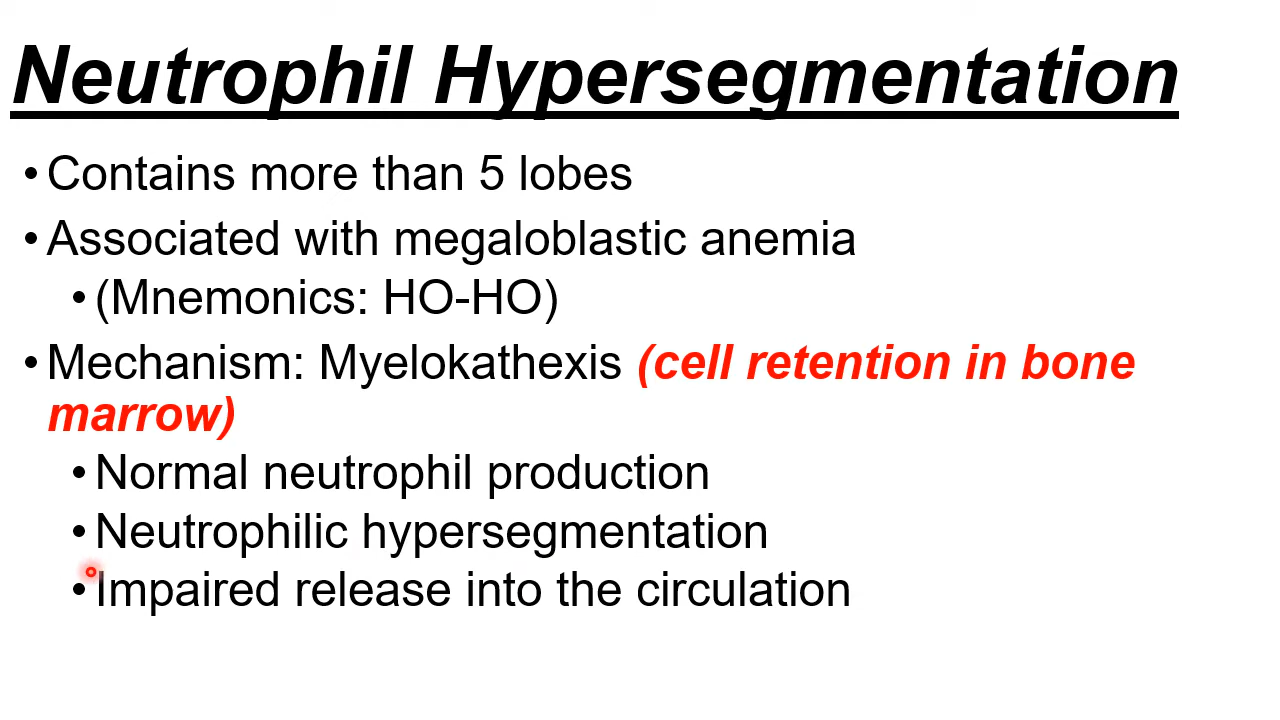 Neutrophil Hypersegmentation
• Contains more than 5 lobes
• Associated with megaloblastic anemia
• (Mnemonics: HO-HO)
• Mechanism: Myelokathexis (cell retention in bone
marrow)
• Normal neutrophil production
• Neutrophilic hypersegmentation
• Impaired release into the circulation